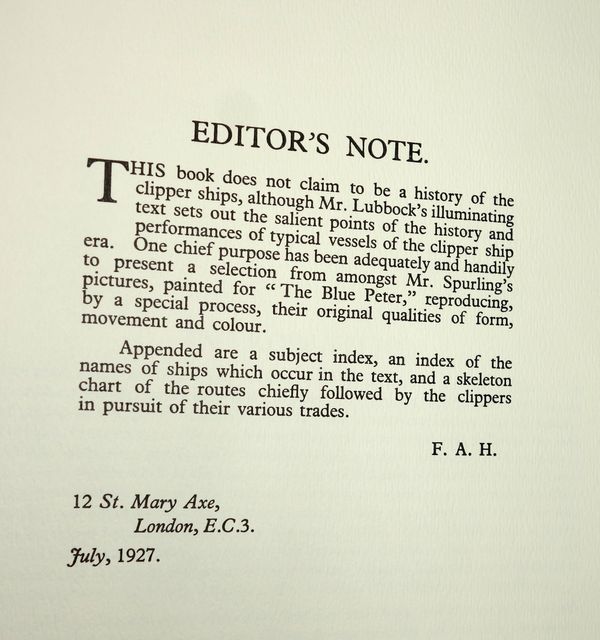 EDITOR'S NOTE.
THIS book does not claim to be a history of the
clipper ships, although Mr. Lubbock's illuminating
text sets out the salient points of the history and
performances of typical vessels of the clipper ship
era. One chief purpose has been adequately and handily
to present a selection from amongst Mr. Spurling's
pictures, painted for "The Blue Peter," reproducing,
by a special process, their original qualities of form,
movement and colour.
Appended are a subject index, an index of the
names of ships which occur in the text, and a skeleton
chart of the routes chiefly followed by the clippers
in pursuit of their various trades.
F. A. H.
12 St. Mary Axe,
London, E.C.3.
July, 1927.